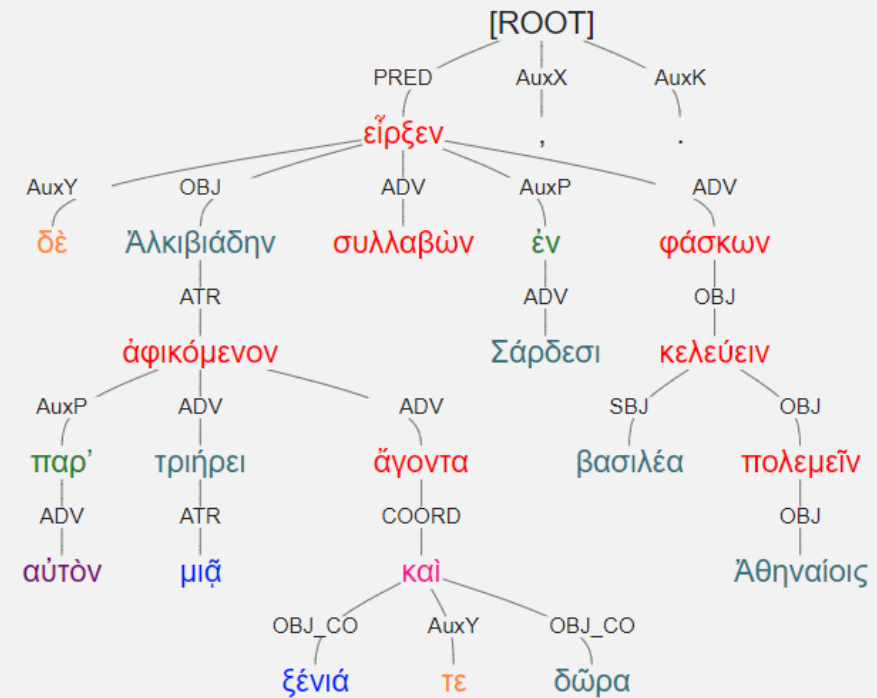 [ROOT]
PRED AuxX AuxK
εἶρξεν , .
AuxY OBJ ADV AuxP ADV
δὲ Ἀλκιβιάδην συλλαβὼν ἐν φάσκων
ATR ADV OBJ
ἀφικόμενον Σάρδεσι κελεύειν
AuxP ADV ADV SBJ OBJ
παρ’ τριήρει ἄγοντα βασιλέα πολεμεῖν
ADV ATR COORD OBJ
αὐτὸν μιᾷ καὶ Ἀθηναίοις
OBJ_CO AuxY OBJ_CO
ξένιά τε δῶρα